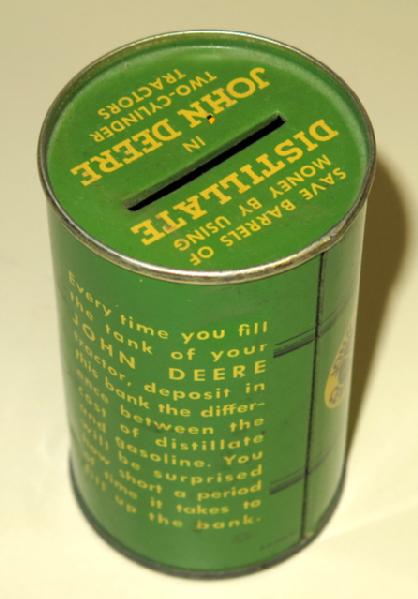 SAVE BARRELS OF
MONEY BY USING
DISTILLATE
IN
JOHN DEERE
TWO-CYLINDER
TRACTORS
Every time you fill
the tank of your
JOHN DEERE
tractor, deposit in
this bank the differ-
ence between the
cost of distillate
and gasoline. You
will be surprised
how short a period
of time it takes to
fill up the bank.